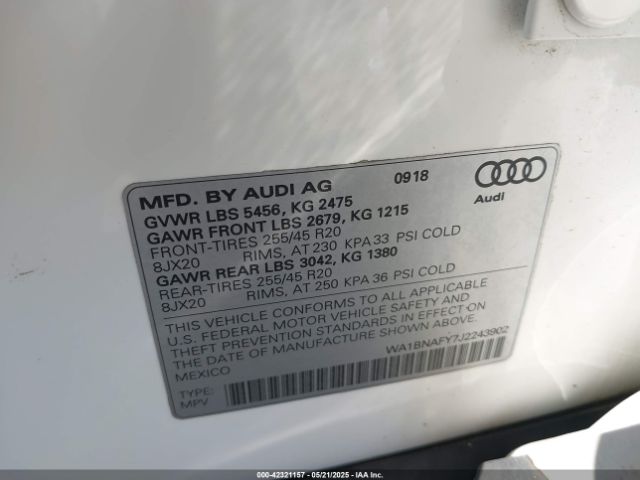 MFD. BY AUDI AG 0918
GVWR LBS 5456, KG 2475
GAWR FRONT LBS 2679, KG 1215
FRONT-TIRES 255/45 R20
8JX20 RIMS, AT 230 KPA 33 PSI COLD
GAWR REAR LBS 3042, KG 1380
REAR-TIRES 255/45 R20
8JX20 RIMS, AT 250 KPA 36 PSI COLD
Audi
THIS VEHICLE CONFORMS TO ALL APPLICABLE
U.S. FEDERAL MOTOR VEHICLE SAFETY AND
THEFT PREVENTION STANDARDS IN EFFECT ON
THE DATE OF MANUFACTURE SHOWN ABOVE.
MEXICO
WA1BNAFY7J2243902
TYPE:
MPV
000-42321157 - 05/21/2025 - IAA Inc.